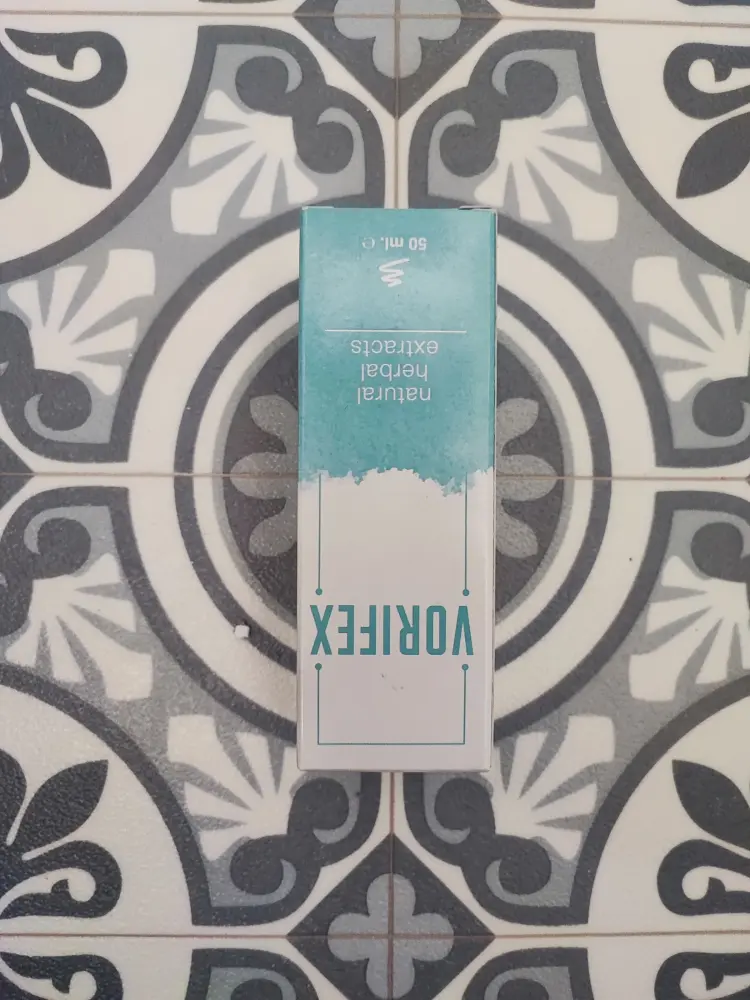 VORIFEX
natural
herbal
extracts
50 ml. ℮